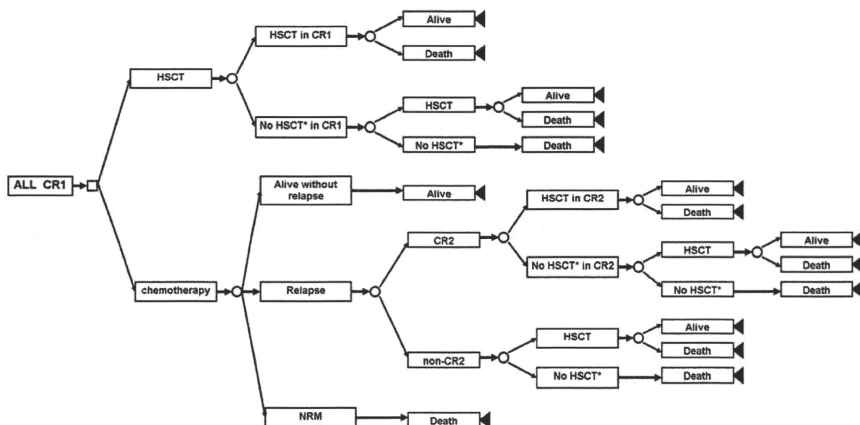 Alive
HSCT in CR1
Death
HSCT
Alive
HSCT
No HSCT* in CR1
Death
No HSCT*
Death
ALL CR1
Alive without
relapse
Alive
Alive
HSCT in CR2
Death
CR2
Alive
HSCT
No HSCT* in CR2
Death
No HSCT*
Death
chemotherapy
Relapse
Alive
HSCT
Death
non-CR2
No HSCT*
Death
NRM
Death